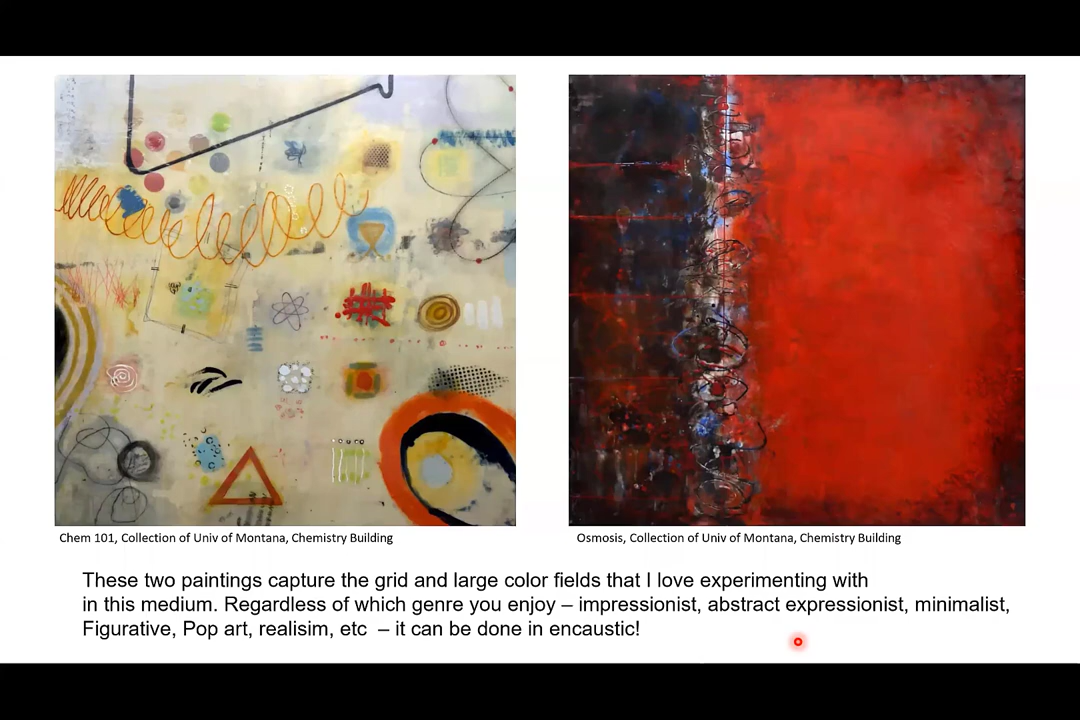 Chem 101, Collection of Univ of Montana, Chemistry Building
Osmosis, Collection of Univ of Montana, Chemistry Building
These two paintings capture the grid and large color fields that I love experimenting with
in this medium. Regardless of which genre you enjoy – impressionist, abstract expressionist, minimalist,
Figurative, Pop art, realisim, etc – it can be done in encaustic!